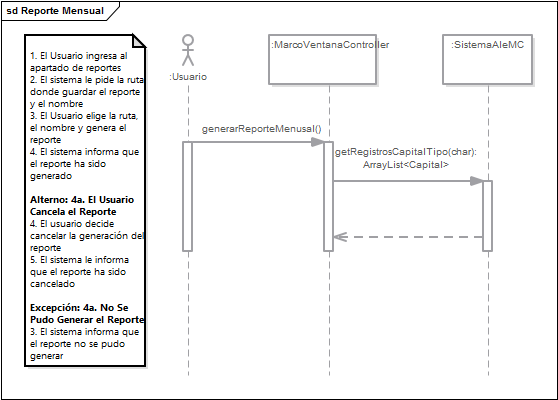 sd Reporte Mensual
1. El Usuario ingresa al
apartado de reportes
2. El sistema le pide la ruta
donde guardar el reporte
y el nombre
3. El Usuario elige la ruta,
el nombre y genera el
reporte
4. El sistema informa que
el reporte ha sido
generado
Alterno: 4a. El Usuario
Cancela el Reporte
4. El usuario decide
cancelar la generación del
reporte
5. El sistema le informa
que el reporte ha sido
cancelado
Excepción: 4a. No Se
Pudo Generar el Reporte
3. El sistema informa que
el reporte no se pudo
generar
:Usuario
:MarcoVentanaController
:SistemaAleMC
generarReporteMenusal()
getRegistrosCapitalTipo(char):
ArrayList<Capital>